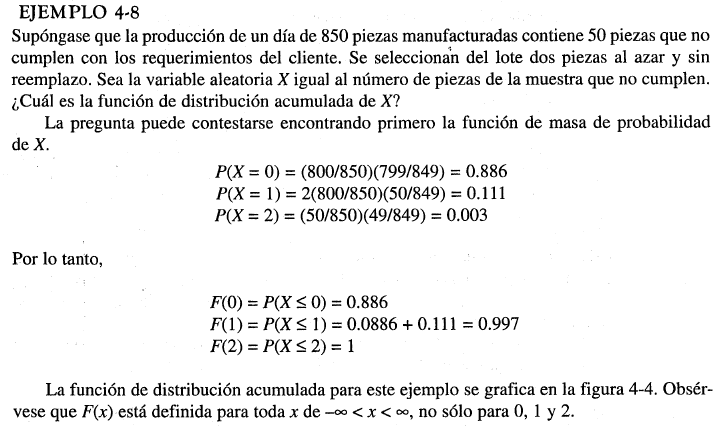 EJEMPLO 4-8
Supóngase que la producción de un día de 850 piezas manufacturadas contiene 50 piezas que no
cumplen con los requerimientos del cliente. Se seleccionan del lote dos piezas al azar y sin
reemplazo. Sea la variable aleatoria X igual al número de piezas de la muestra que no cumplen.
¿Cuál es la función de distribución acumulada de X?
La pregunta puede contestarse encontrando primero la función de masa de probabilidad
de X.
P(X = 0) = (800/850)(799/849) = 0.886
P(X = 1) = 2(800/850)(50/849) = 0.111
P(X = 2) = (50/850)(49/849) = 0.003
Por lo tanto,
F(0) = P(X ≤ 0) = 0.886
F(1) = P(X ≤ 1) = 0.0886 + 0.111 = 0.997
F(2) = P(X ≤ 2) = 1
La función de distribución acumulada para este ejemplo se grafica en la figura 4-4. Obsér-
vese que F(x) está definida para toda x de –∞ < x < ∞, no sólo para 0, 1 y 2.